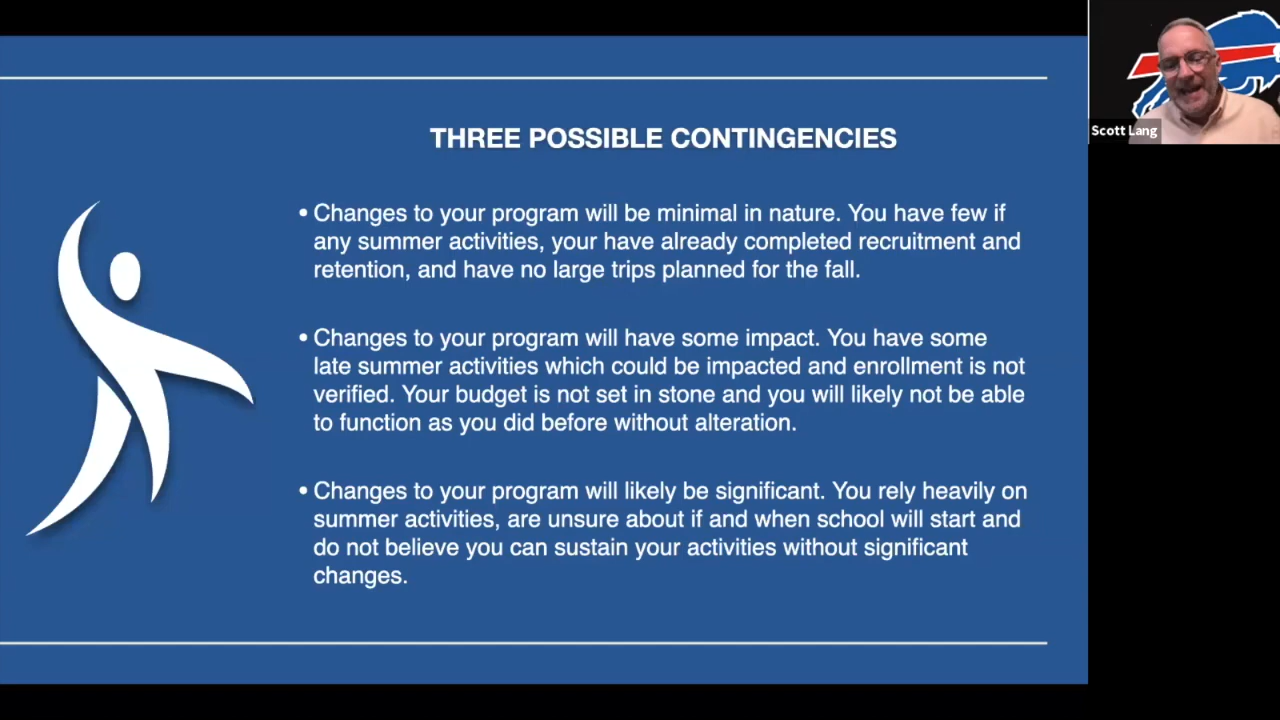 THREE POSSIBLE CONTINGENCIES
• Changes to your program will be minimal in nature. You have few if
any summer activities, your have already completed recruitment and
retention, and have no large trips planned for the fall.
• Changes to your program will have some impact. You have some
late summer activities which could be impacted and enrollment is not
verified. Your budget is not set in stone and you will likely not be able
to function as you did before without alteration.
• Changes to your program will likely be significant. You rely heavily on
summer activities, are unsure about if and when school will start and
do not believe you can sustain your activities without significant
changes.
Scott Lang